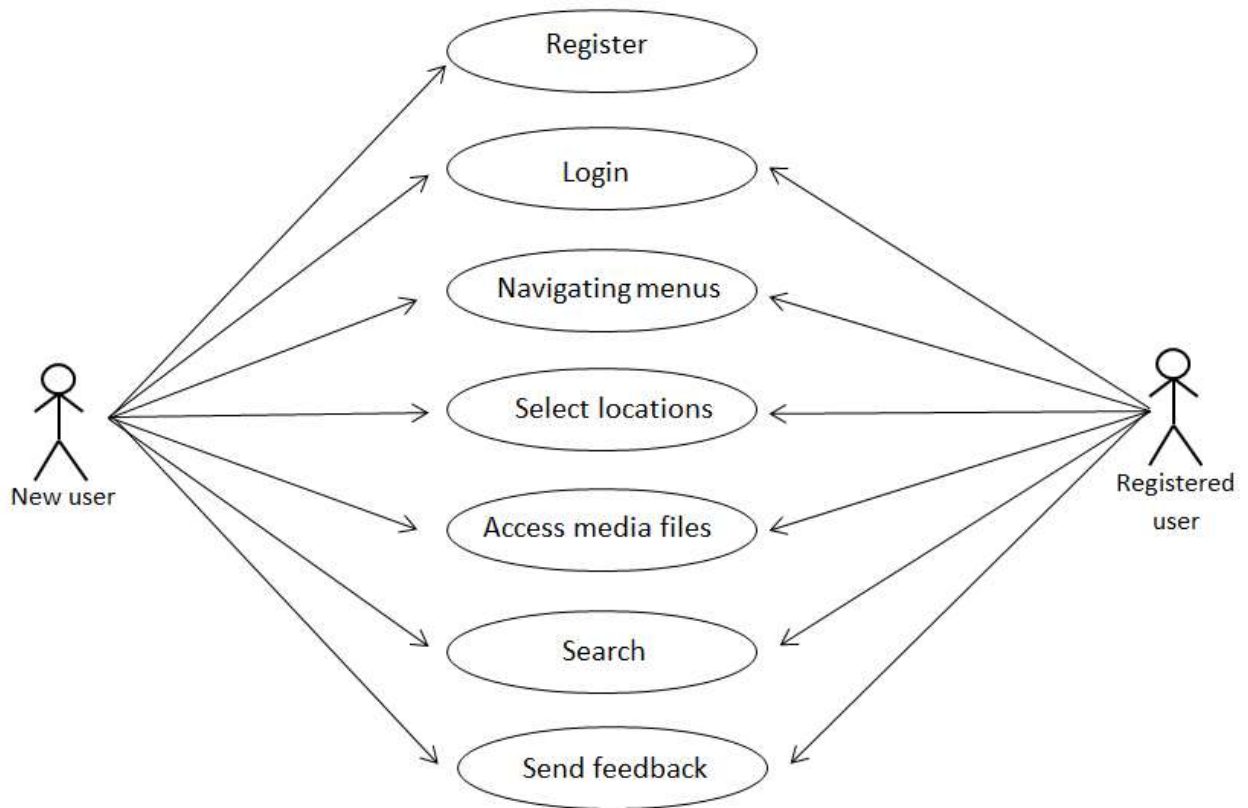 Register
Login
Navigating menus
Select locations
Access media files
Search
Send feedback
New user
Registered
user